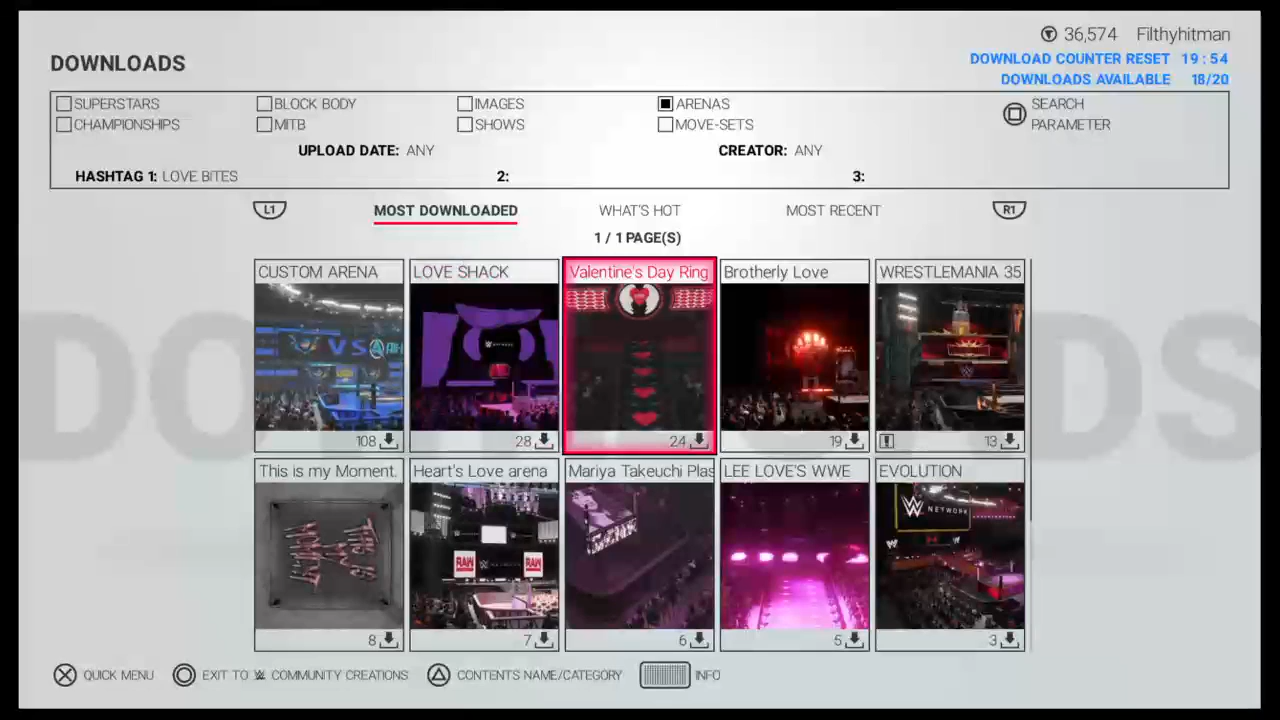 36,574 Filthyhitman
DOWNLOADS
DOWNLOAD COUNTER RESET 19 : 54
DOWNLOADS AVAILABLE 18/20
SUPERSTARS BLOCK BODY IMAGES ARENAS SEARCH
CHAMPIONSHIPS MITB SHOWS MOVE-SETS PARAMETER
UPLOAD DATE: ANY CREATOR: ANY
HASHTAG 1: LOVE BITES 2: 3:
L1 MOST DOWNLOADED WHAT'S HOT MOST RECENT R1
1 / 1 PAGE(S)
CUSTOM ARENA LOVE SHACK Valentine's Day Ring Brotherly Love WRESTLEMANIA 35
VS
108 28 24 19 13
This is my Moment. Heart's Love arena Mariya Takeuchi Plas LEE LOVE'S WWE EVOLUTION
NETWORK
RAW RAW
8 7 6 5 3
QUICK MENU EXIT TO W COMMUNITY CREATIONS CONTENTS NAME/CATEGORY INFO